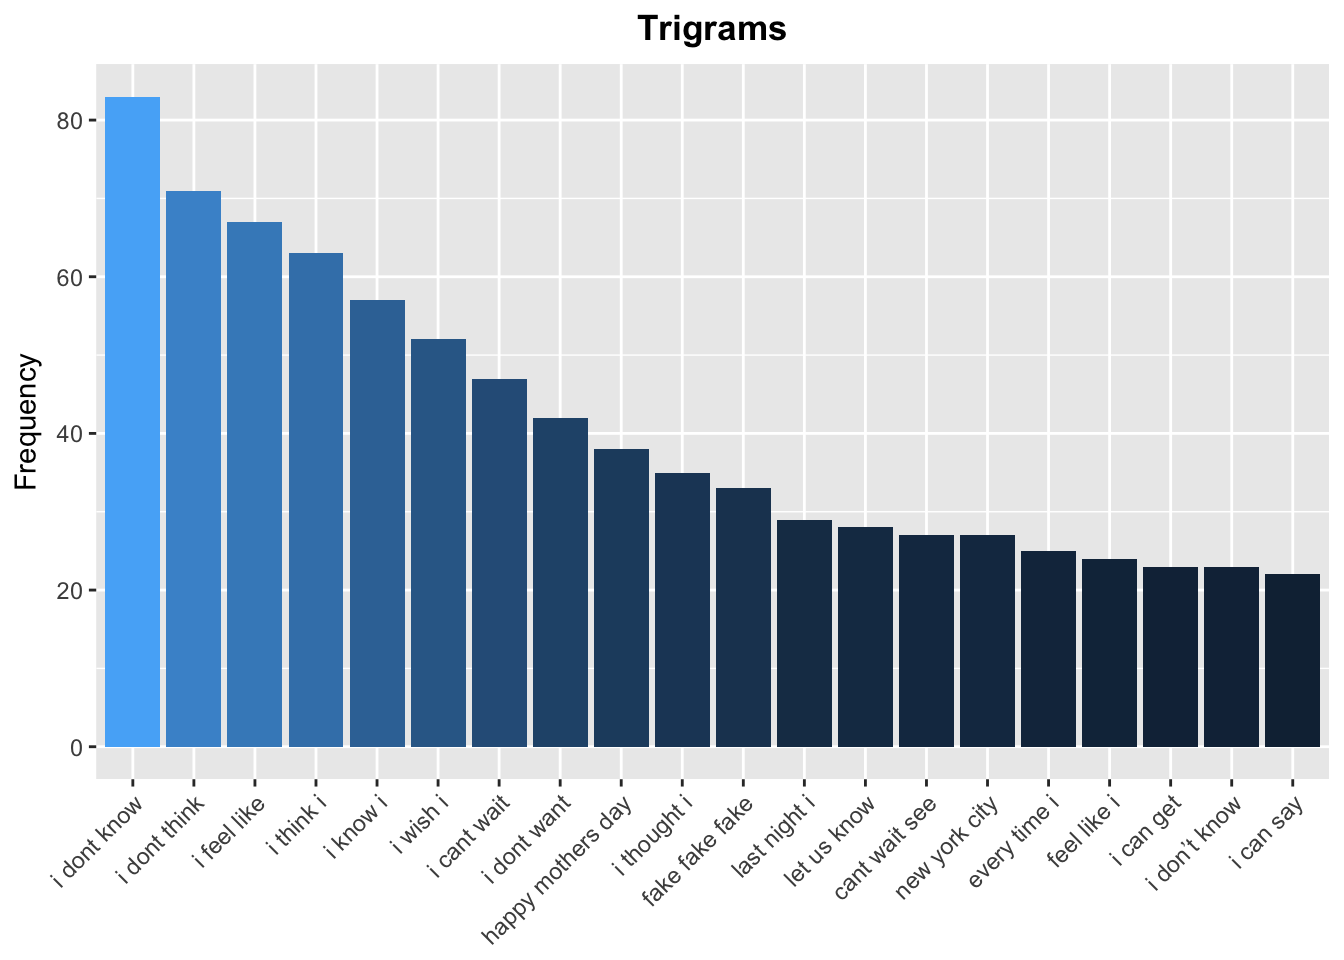 Trigrams
Frequency
80
60
40
20
0
i dont know
i dont think
i feel like
i think i
i know i
i wish i
i cant wait
i dont want
happy mothers day
i thought i
fake fake fake
last night i
let us know
cant wait see
new york city
every time i
feel like i
i can get
i don’t know
i can say